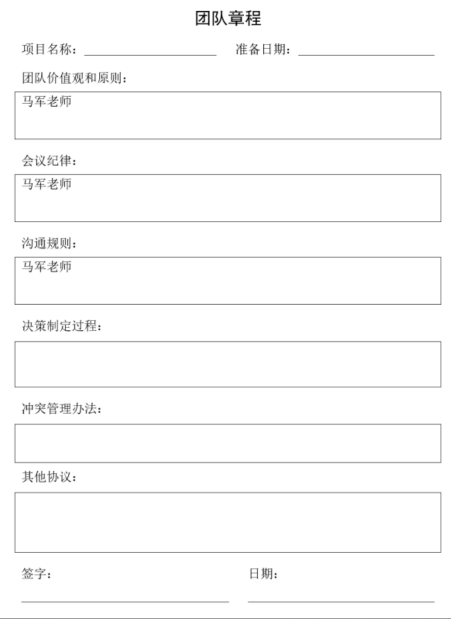 团队章程
项目名称： 准备日期：
团队价值观和原则：
马军老师
会议纪律：
马军老师
沟通规则：
马军老师
决策制定过程：
冲突管理办法：
其他协议：
签字： 日期：